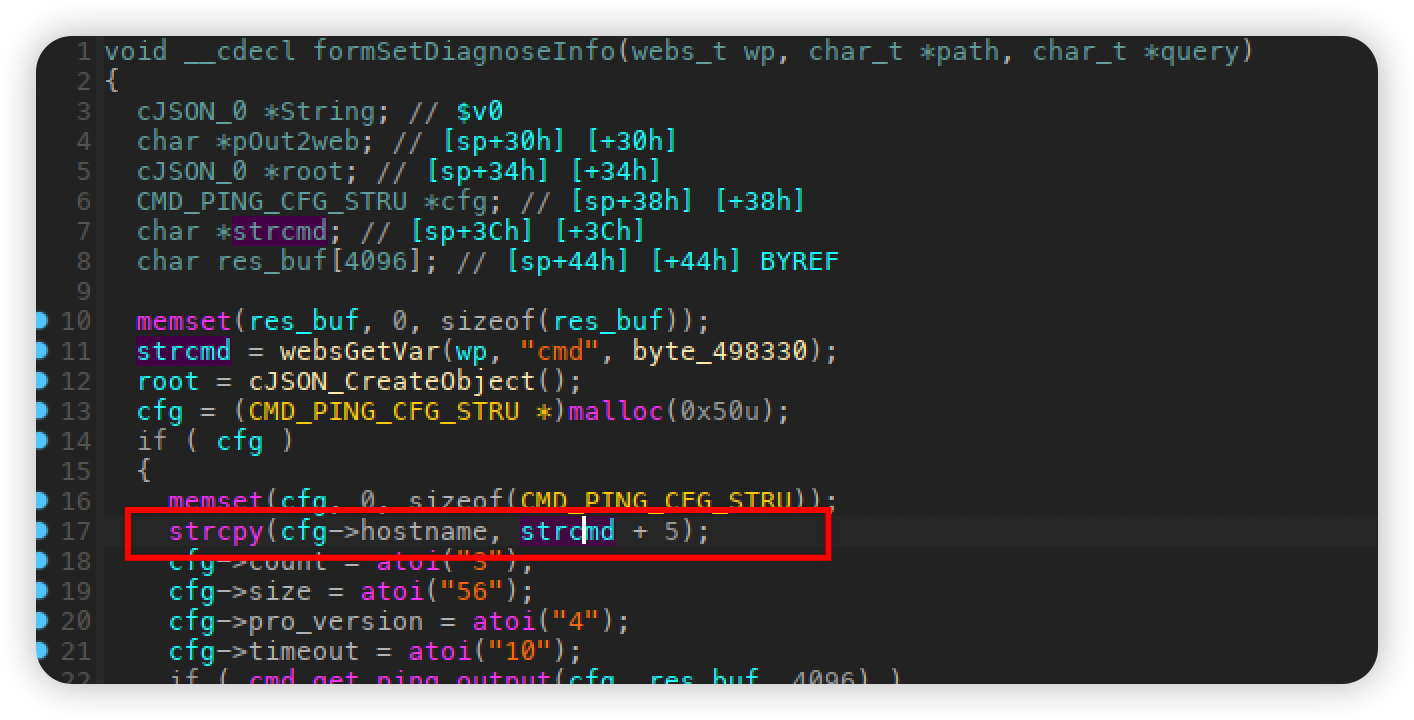 1 void __cdecl formSetDiagnoseInfo(webs_t wp, char_t *path, char_t *query)
2 {
3   cJSON_0 *String; // $v0
4   char *pOut2web; // [sp+30h] [+30h]
5   cJSON_0 *root; // [sp+34h] [+34h]
6   CMD_PING_CFG_STRU *cfg; // [sp+38h] [+38h]
7   char *strcmd; // [sp+3Ch] [+3Ch]
8   char res_buf[4096]; // [sp+44h] [+44h] BYREF
9
10   memset(res_buf, 0, sizeof(res_buf));
11   strcmd = websGetVar(wp, "cmd", byte_498330);
12   root = cJSON_CreateObject();
13   cfg = (CMD_PING_CFG_STRU *)malloc(0x50u);
14   if ( cfg )
15   {
16     memset(cfg, 0, sizeof(CMD_PING_CFG_STRU));
17     strcpy(cfg->hostname, strcmd + 5);
18     cfg->count = atoi("3");
19     cfg->size = atoi("56");
20     cfg->pro_version = atoi("4");
21     cfg->timeout = atoi("10");
22     if ( cmd_get_ping_output(cfg, res_buf, 4096) )